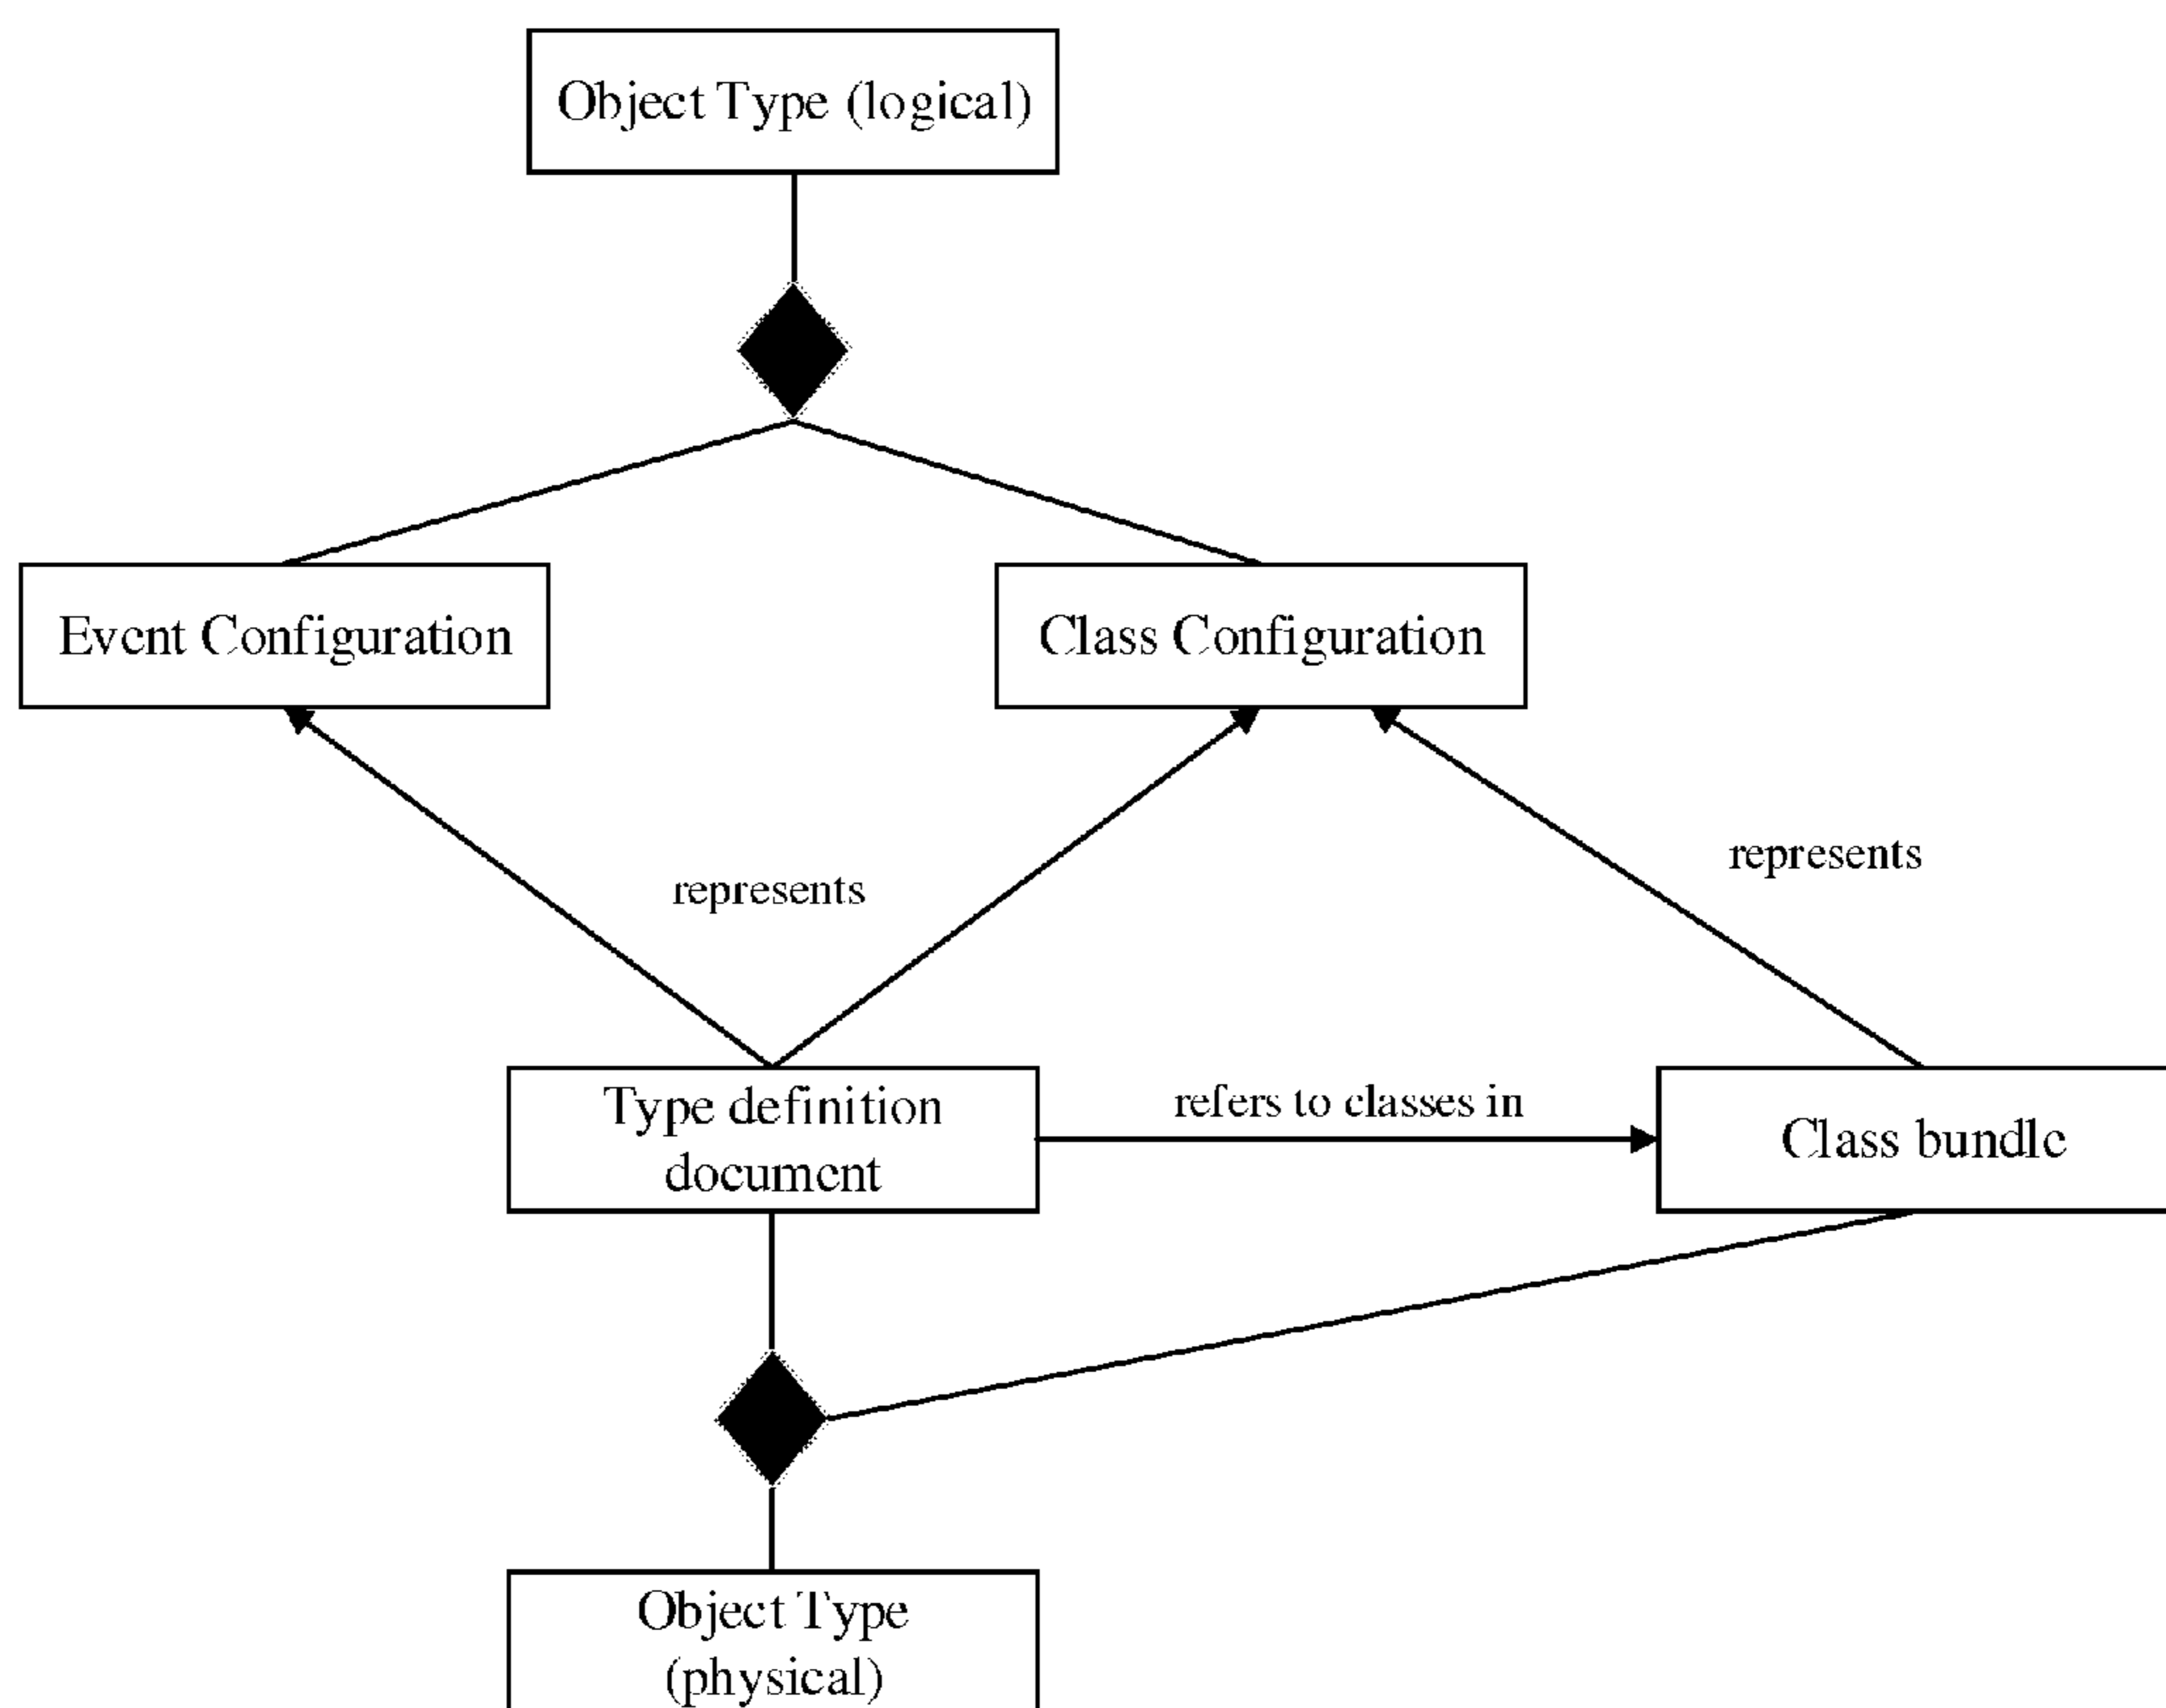 Object Type (logical)
Event Configuration
Class Configuration
represents
represents
Type definition
document
refers to classes in
Class bundle
Object Type
(physical)